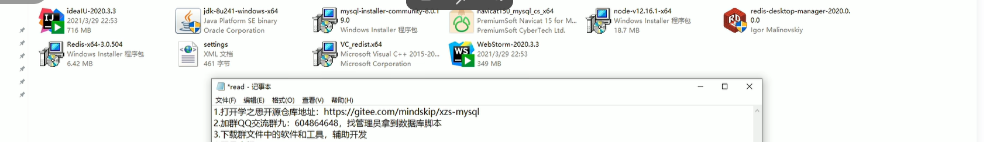 ideaIU-2020.3.3
2021/3/29 22:53
716 MB
jdk-8u241-windows-x64
Java Platform SE binary
Oracle Corporation
mysql-installer-community-8.0.1
9.0
Windows Installer 程序包
navicat150_mysql_cs_x64
PremiumSoft Navicat 15 for M...
PremiumSoft CyberTech Ltd.
node-v12.16.1-x64
Windows Installer 程序包
18.7 MB
redis-desktop-manager-2020.0.
0.0
Igor Malinovskiy
Redis-x64-3.0.504
Windows Installer 程序包
6.42 MB
settings
XML 文档
461 字节
VC_redist.x64
Microsoft Visual C++ 2015-20...
Microsoft Corporation
WebStorm-2020.3.3
2021/3/29 22:53
349 MB
*read - 记事本
文件(F) 编辑(E) 格式(O) 查看(V) 帮助(H)
1.打开学之思开源仓库地址：https://gitee.com/mindskip/xzs-mysql
2.加群QQ交流群九：604864648，找管理员拿到数据库脚本
3.下载群文件中的软件和工具，辅助开发